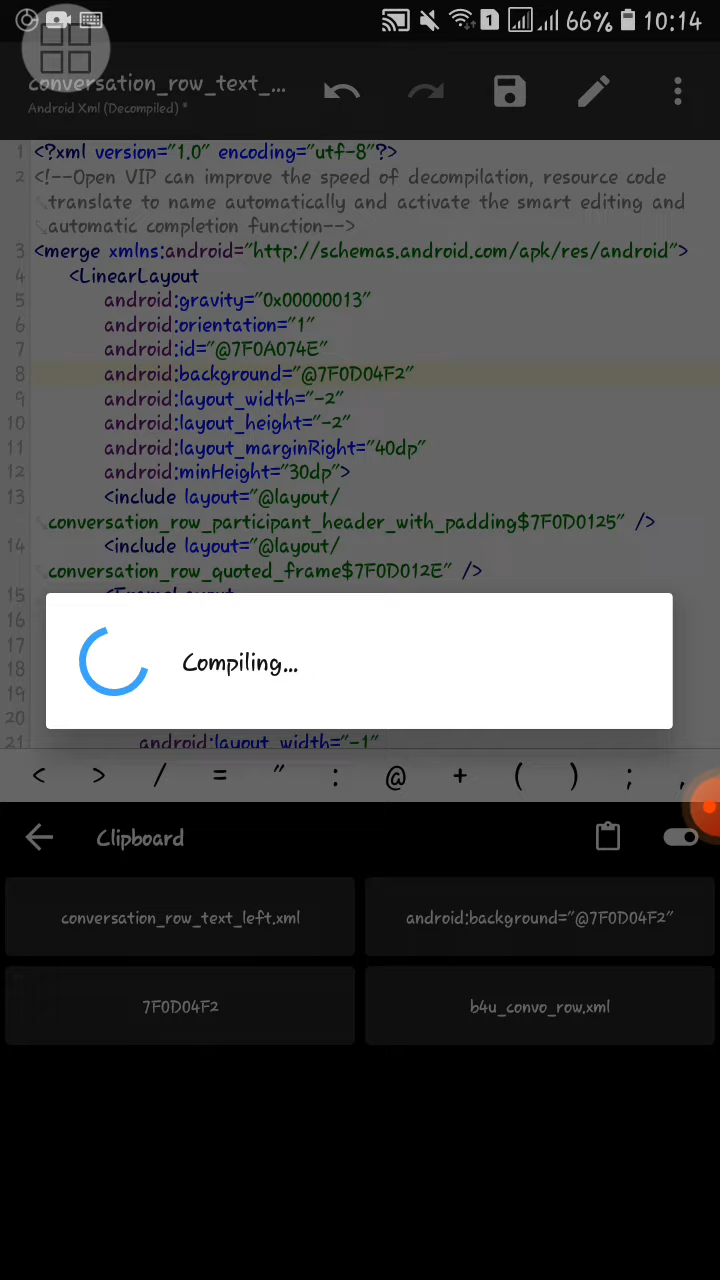 1 66% 10:14
conversation_row_text_...
Android Xml (Decompiled) *
1 <?xml version="1.0" encoding="utf-8"?>
2 <!--Open VIP can improve the speed of decompilation, resource code
translate to name automatically and activate the smart editing and
automatic completion function-->
3 <merge xmlns:android="http://schemas.android.com/apk/res/android">
4 <LinearLayout
5 android:gravity="0x00000013"
6 android:orientation="1"
7 android:id="@7F0A074E"
8 android:background="@7F0D04F2"
9 android:layout_width="-2"
10 android:layout_height="-2"
11 android:layout_marginRight="40dp"
12 android:minHeight="30dp">
13 <include layout="@layout/
conversation_row_participant_header_with_padding$7F0D0125" />
14 <include layout="@layout/
conversation_row_quoted_frame$7F0D012E" />
15 <FrameLayout
16
17
18
19
20
21 android:layout_width="-1"
Compiling...
< > / = " : @ + ( ) ; ,
Clipboard
conversation_row_text_left.xml android:background="@7F0D04F2"
7F0D04F2 b4u_convo_row.xml